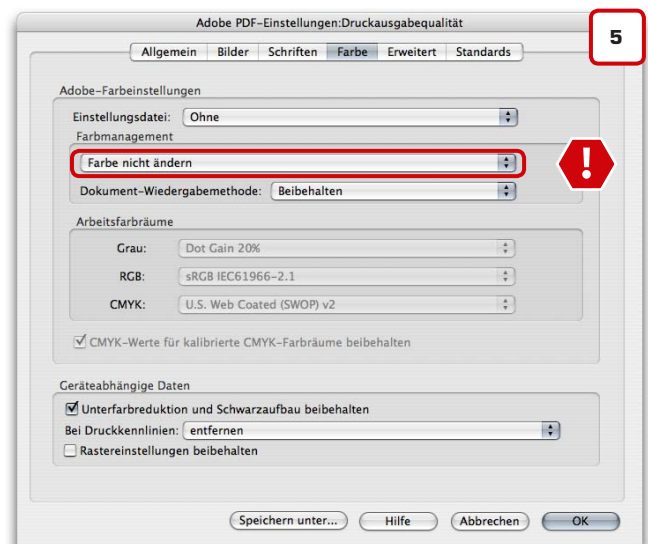 Adobe PDF-Einstellungen:Druckausgabequalität
5
Allgemein Bilder Schriften Farbe Erweitert Standards
Adobe-Farbeinstellungen
Einstellungsdatei: Ohne
Farbmanagement
Farbe nicht ändern
!
Dokument-Wiedergabemethode: Beibehalten
Arbeitsfarbräume
Grau: Dot Gain 20%
RGB: sRGB IEC61966-2.1
CMYK: U.S. Web Coated (SWOP) v2
CMYK-Werte für kalibrierte CMYK-Farbräume beibehalten
Geräteabhängige Daten
Unterfarbreduktion und Schwarzaufbau beibehalten
Bei Druckkennlinien: entfernen
Rastereinstellungen beibehalten
Speichern unter... Hilfe Abbrechen OK